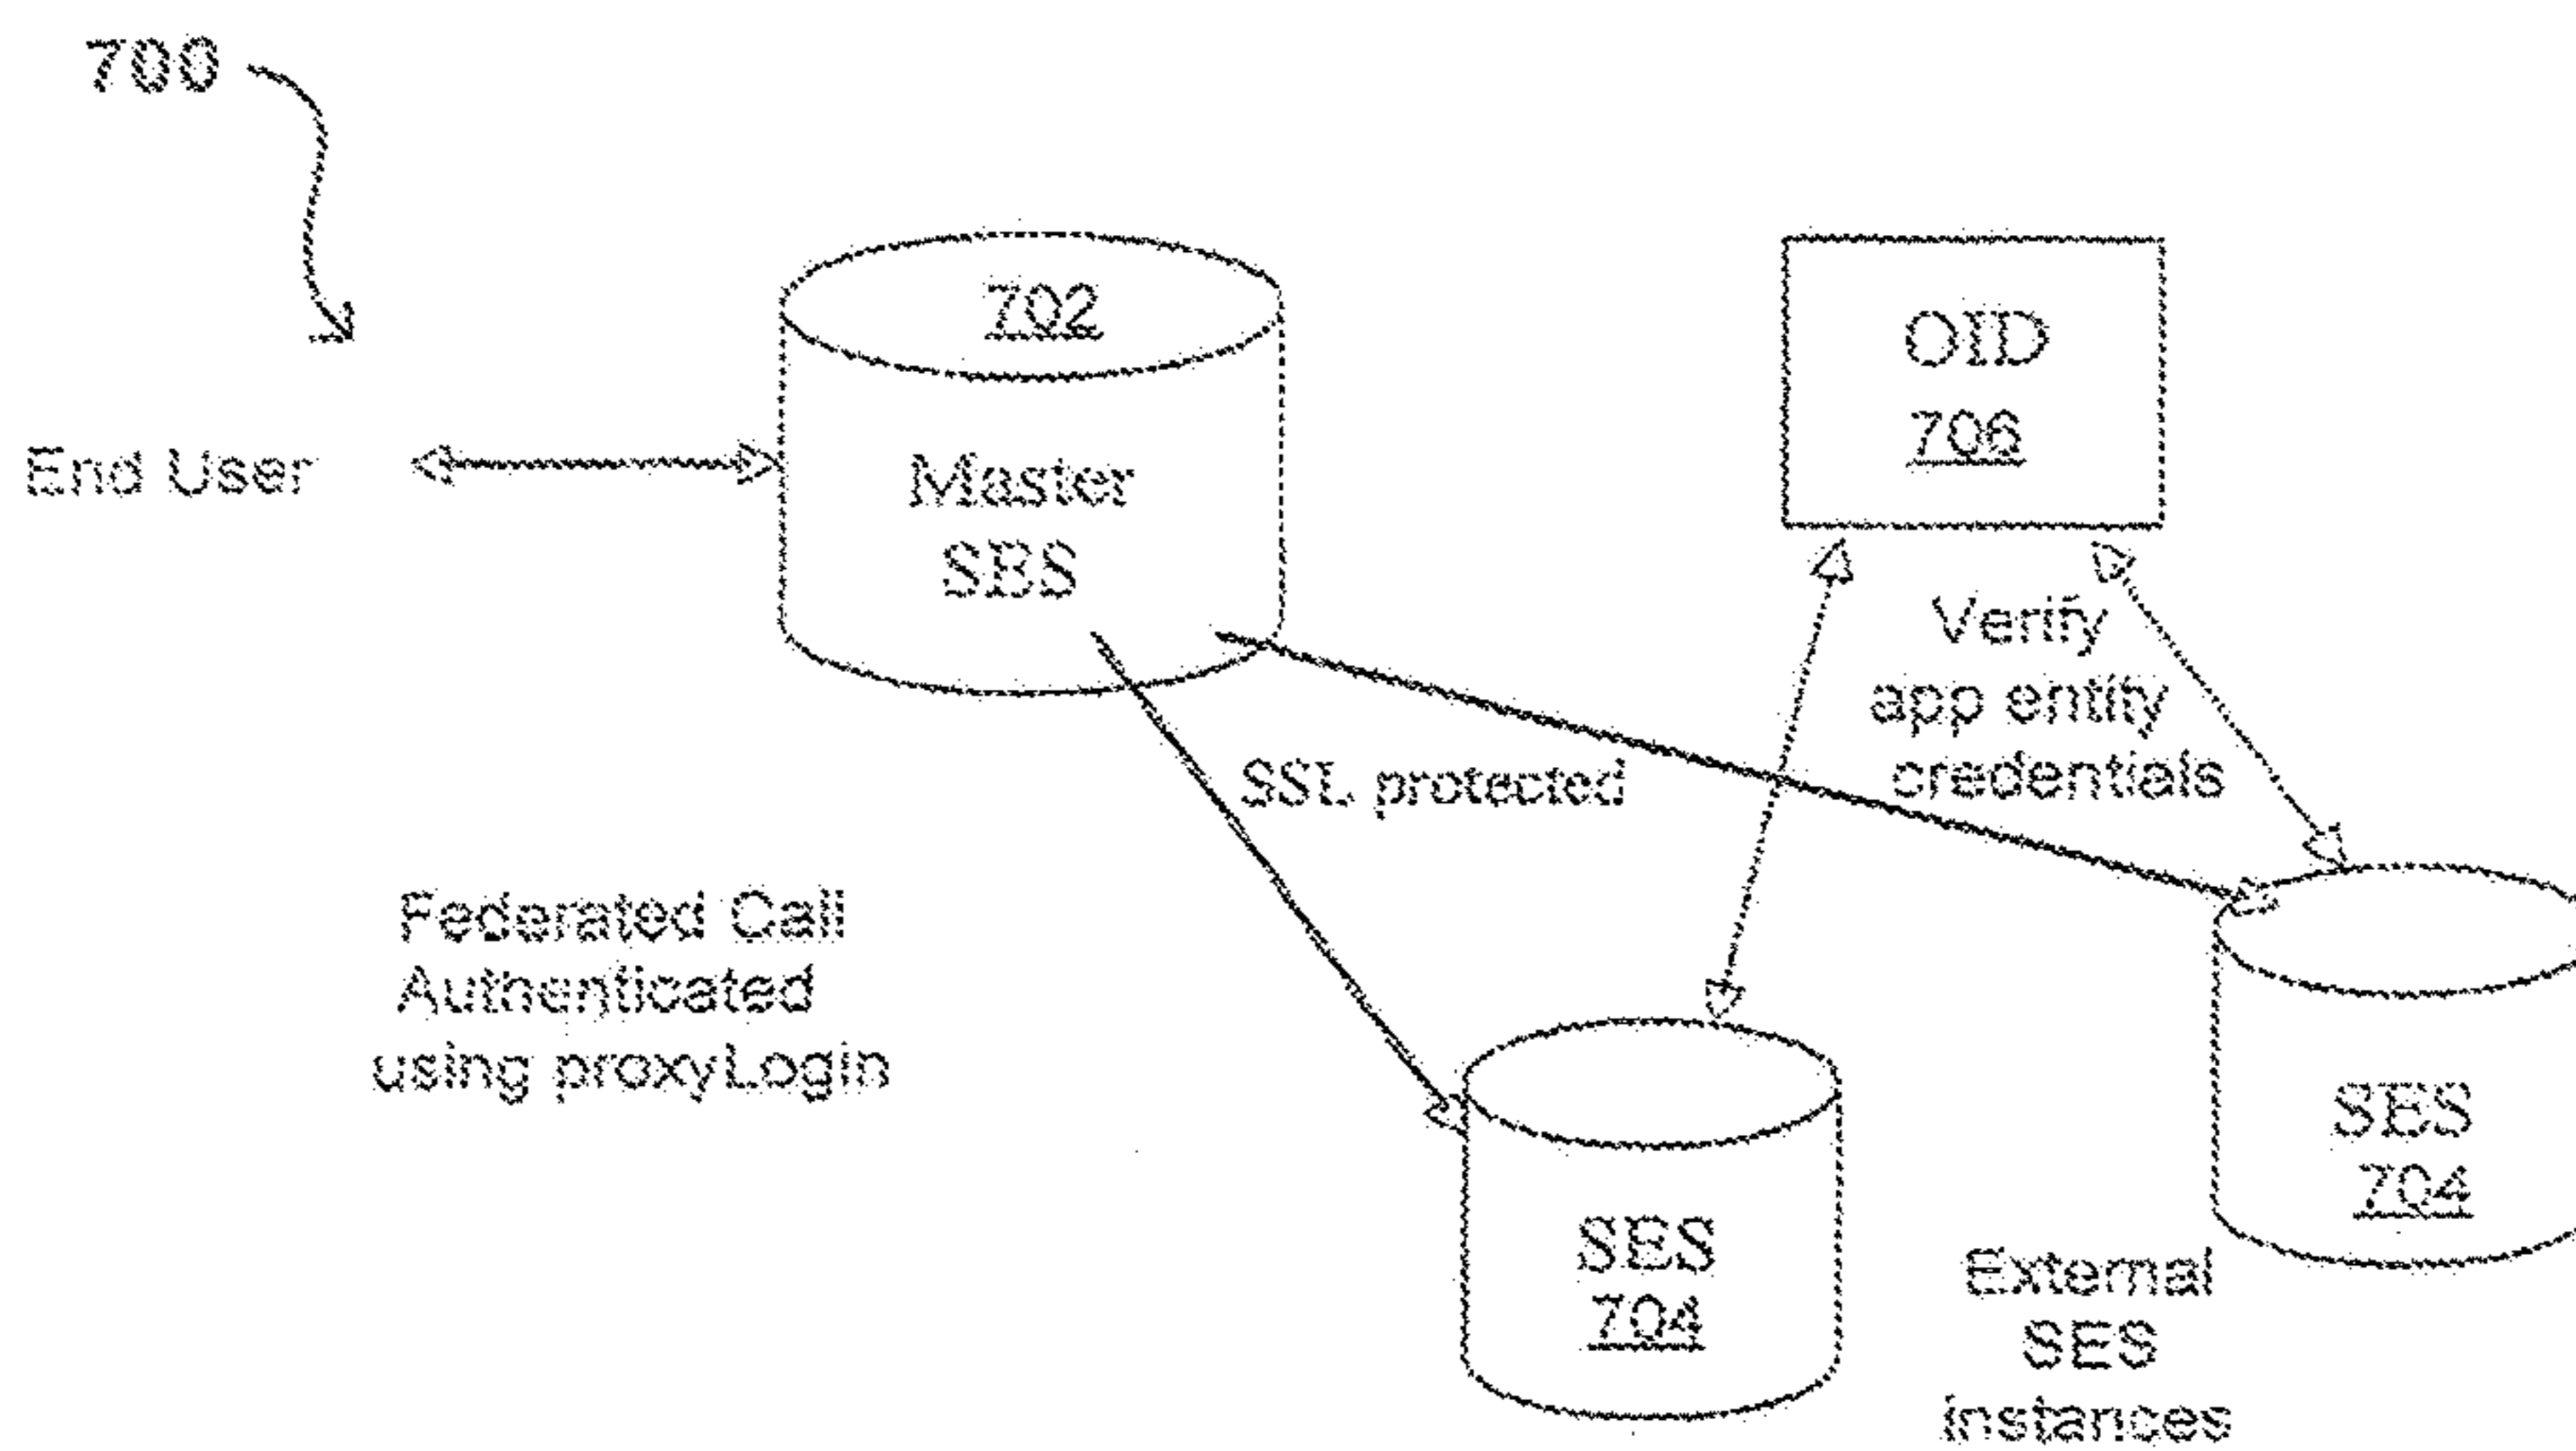 700
702
Master
SES
End User
OID
706
Verify
app entity
credentials
SSL protected
Federated Call
Authenticated
using proxyLogin
SES
704
SES
704
External
SES
instances